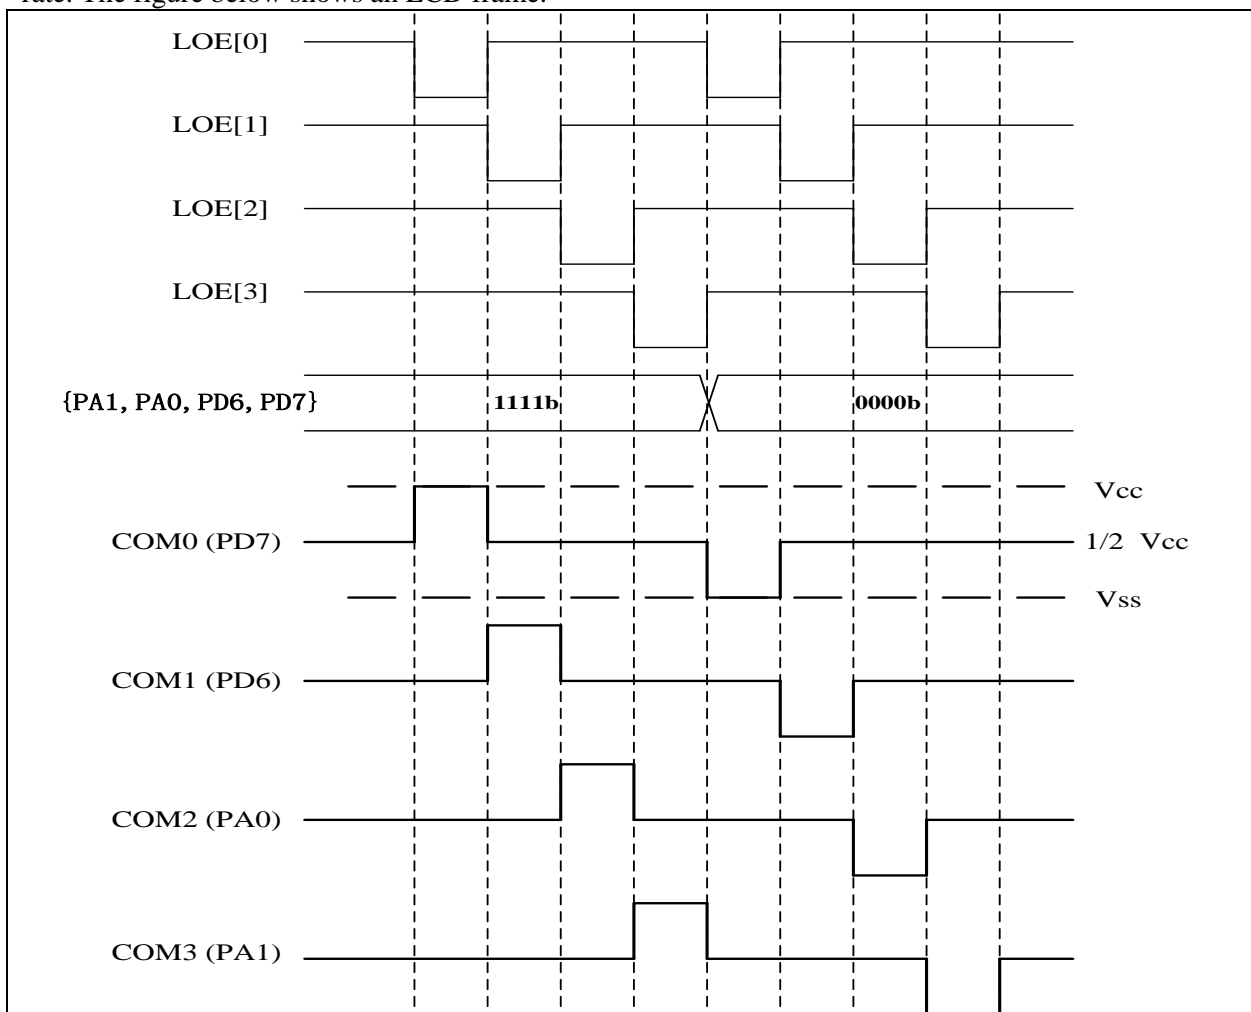 rate. The figure below shows an LCD frame.
LOE[0]
LOE[1]
LOE[2]
LOE[3]
{PA1, PA0, PD6, PD7} 1111b 0000b
Vcc
COM0 (PD7) 1/2 Vcc
Vss
COM1 (PD6)
COM2 (PA0)
COM3 (PA1)